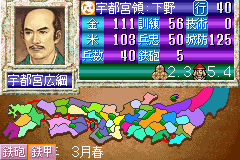 宇都宮領:下野 行 40
金 111 訓練 56 技術 0
米 103 兵忠 50 城防 125
兵数 40 鉄砲 5
宇都宮広綱
2.3 5.4
鉄砲 鉄甲 年 3月春